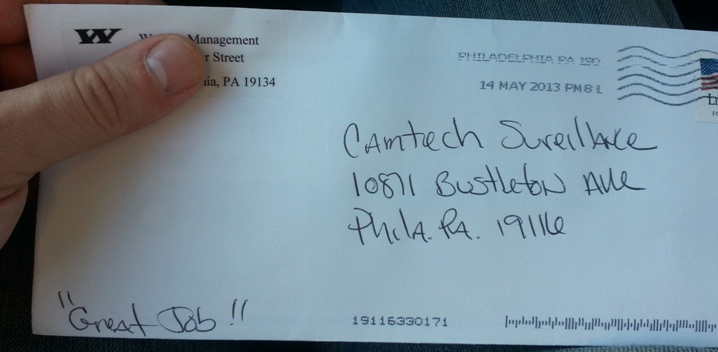 W
Management
r Street
ia, PA 19134
PHILADELPHIA PA 190
14 MAY 2013 PM 8 L
Camtech Sureillance
10871 Bustleton Ave
Phila. Pa. 19116
"Great Job!!
19116330171